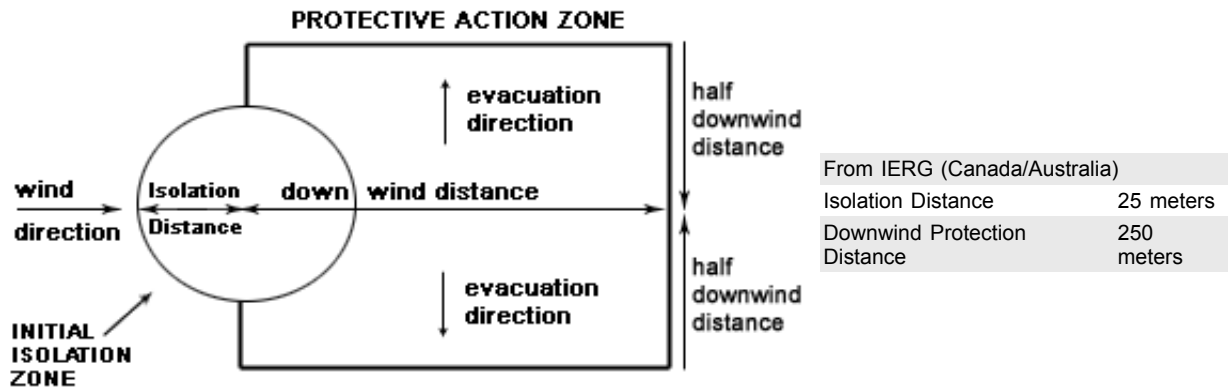 PROTECTIVE ACTION ZONE
evacuation
direction
half
downwind
distance
wind
direction
Isolation
Distance
down wind distance
evacuation
direction
half
downwind
distance
INITIAL
ISOLATION
ZONE
From IERG (Canada/Australia)
Isolation Distance 25 meters
Downwind Protection 250
Distance meters